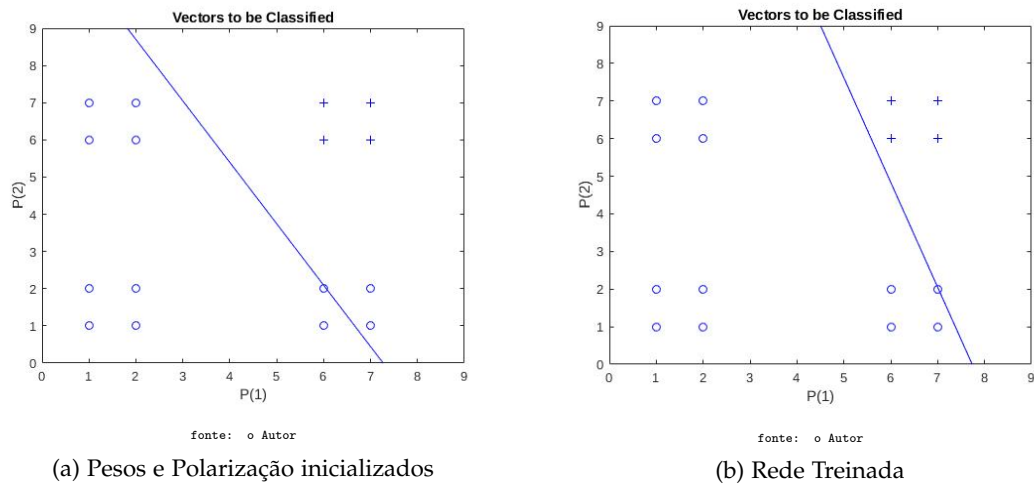 Vectors to be Classified
9
8
7
6
5
4
3
2
1
0
P(2)
0 1 2 3 4 5 6 7 8 9
P(1)
fonte: o Autor
(a) Pesos e Polarização inicializados
Vectors to be Classified
9
8
7
6
5
4
3
2
1
0
P(2)
0 1 2 3 4 5 6 7 8 9
P(1)
fonte: o Autor
(b) Rede Treinada